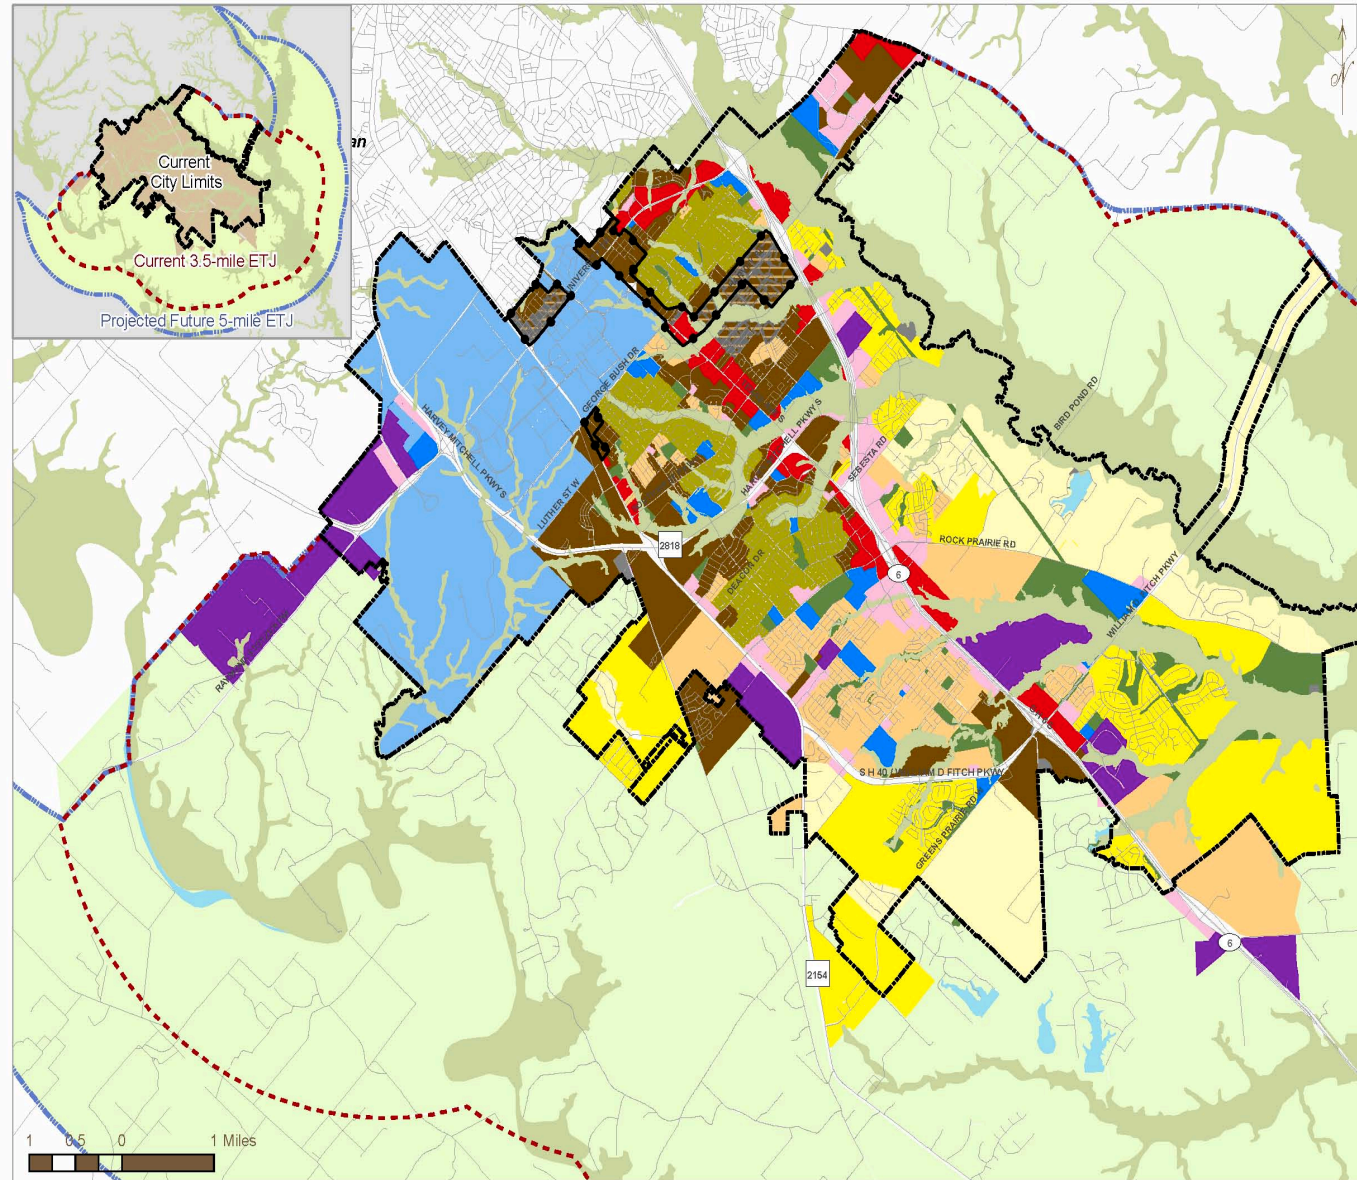 Current
City Limits
Current 3.5-mile ETJ
Projected Future 5-mile ETJ
an
N
GEORGE BUSH DR
HARVEY MITCHELL PKWY S
LUTHER ST W
SEBESTA RD
BIRD POND RD
ROCK PRAIRIE RD
2818
6
DEACON DR
S H 40 / WILLIAM D FITCH PKWY
GREENS PRAIRIE RD
2154
6
1 0.5 0 1 Miles